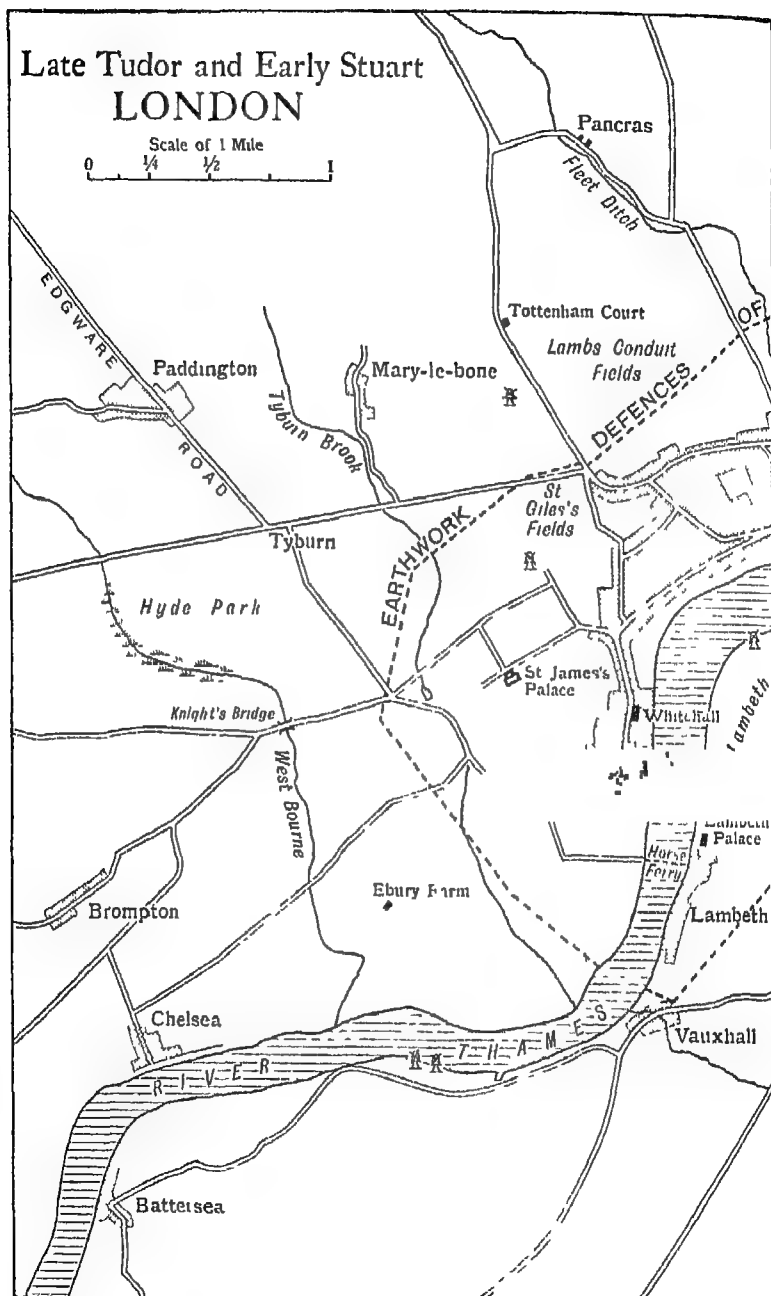 Late Tudor and Early Stuart
LONDON
Scale of 1 Mile
0 ¼ ½ 1
Pancras
Fleet Ditch
EDGWARE ROAD
Tottenham Court
OF
Lambs Conduit
Fields
Paddington
Mary-le-bone
DEFENCES
Tyburn Brook
St
Giles's
Fields
Tyburn
EARTHWORK
Hyde Park
St James's
Palace
Knight's Bridge
Whitehall
Lambeth
West Bourne
Lambeth
Palace
Horse
Ferry
Ebury Farm
Brompton
Lambeth
Chelsea
Vauxhall
RIVER THAMES
Battersea